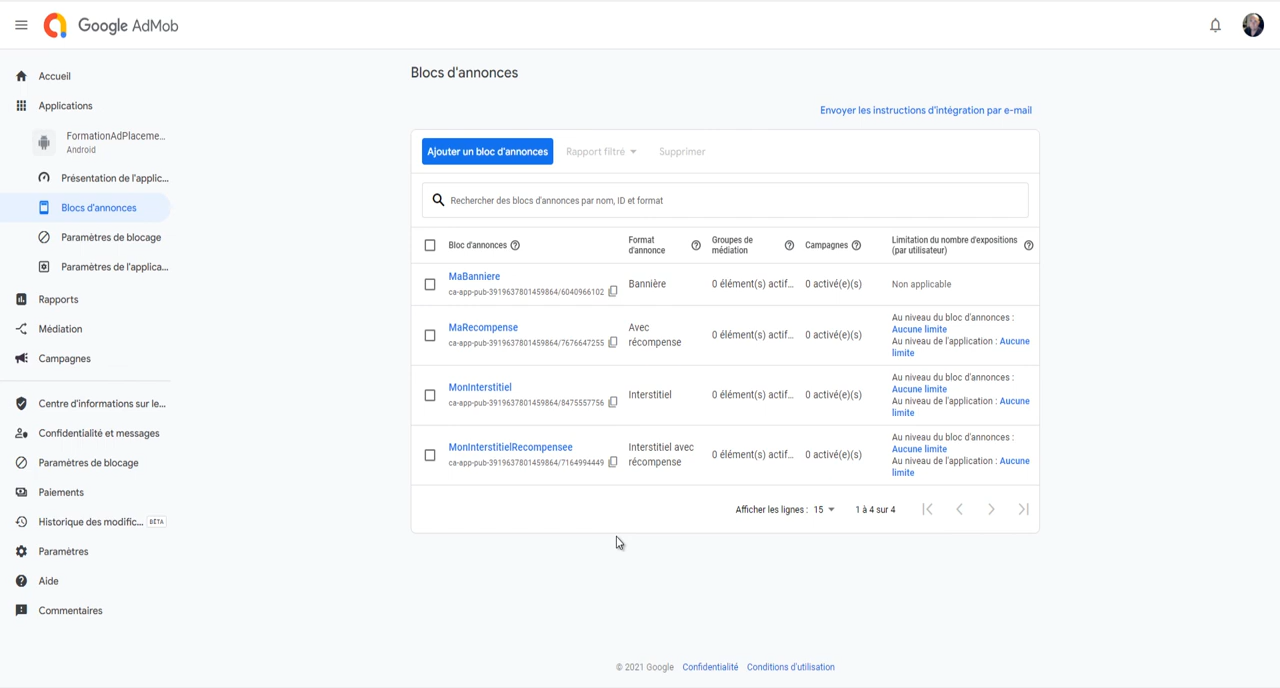 Google AdMob
Accueil
Applications
FormationAdPlaceme...
Android
Présentation de l'applic...
Blocs d'annonces
Paramètres de blocage
Paramètres de l'applica...
Rapports
Médiation
Campagnes
Centre d'informations sur le...
Confidentialité et messages
Paramètres de blocage
Paiements
Historique des modific... BÊTA
Paramètres
Aide
Commentaires
Blocs d'annonces
Envoyer les instructions d'intégration par e-mail
Ajouter un bloc d'annonces Rapport filtré Supprimer
Rechercher des blocs d'annonces par nom, ID et format
Bloc d'annonces
Format
d'annonce
Groupes de
médiation
Campagnes
Limitation du nombre d'expositions
(par utilisateur)
MaBanniere
ca-app-pub-3919637801459864/6040966102
Bannière
0 élément(s) actif...
0 activé(e)(s)
Non applicable
MaRecompense
ca-app-pub-3919637801459864/7676647255
Avec
récompense
0 élément(s) actif...
0 activé(e)(s)
Au niveau du bloc d'annonces :
Aucune limite
Au niveau de l'application : Aucune
limite
MonInterstitiel
ca-app-pub-3919637801459864/8475557756
Interstitiel
0 élément(s) actif...
0 activé(e)(s)
Au niveau du bloc d'annonces :
Aucune limite
Au niveau de l'application : Aucune
limite
MonInterstitielRecompensee
ca-app-pub-3919637801459864/7164994449
Interstitiel avec
récompense
0 élément(s) actif...
0 activé(e)(s)
Au niveau du bloc d'annonces :
Aucune limite
Au niveau de l'application : Aucune
limite
Afficher les lignes : 15 1 à 4 sur 4
© 2021 Google Confidentialité Conditions d'utilisation